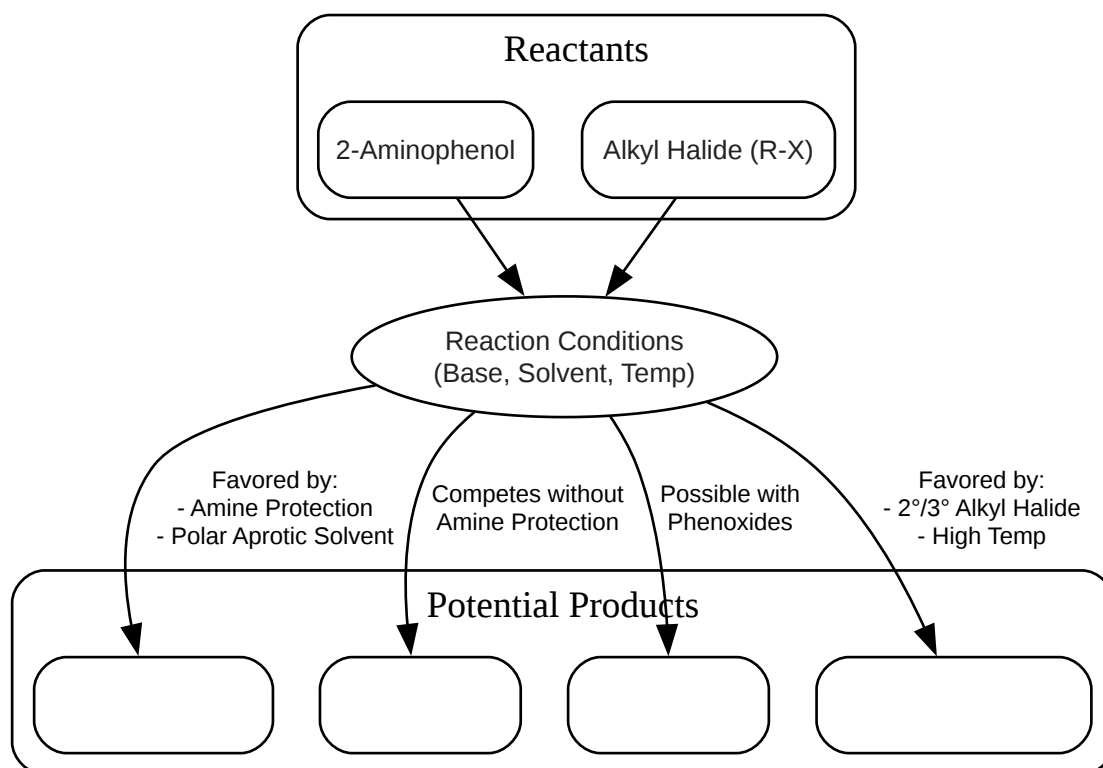 Reactants
2-Aminophenol
Alkyl Halide (R-X)
Reaction Conditions
(Base, Solvent, Temp)
Favored by:
- Amine Protection
- Polar Aprotic Solvent
Competes without
Amine Protection
Possible with
Phenoxides
Favored by:
- 2°/3° Alkyl Halide
- High Temp
Potential Products